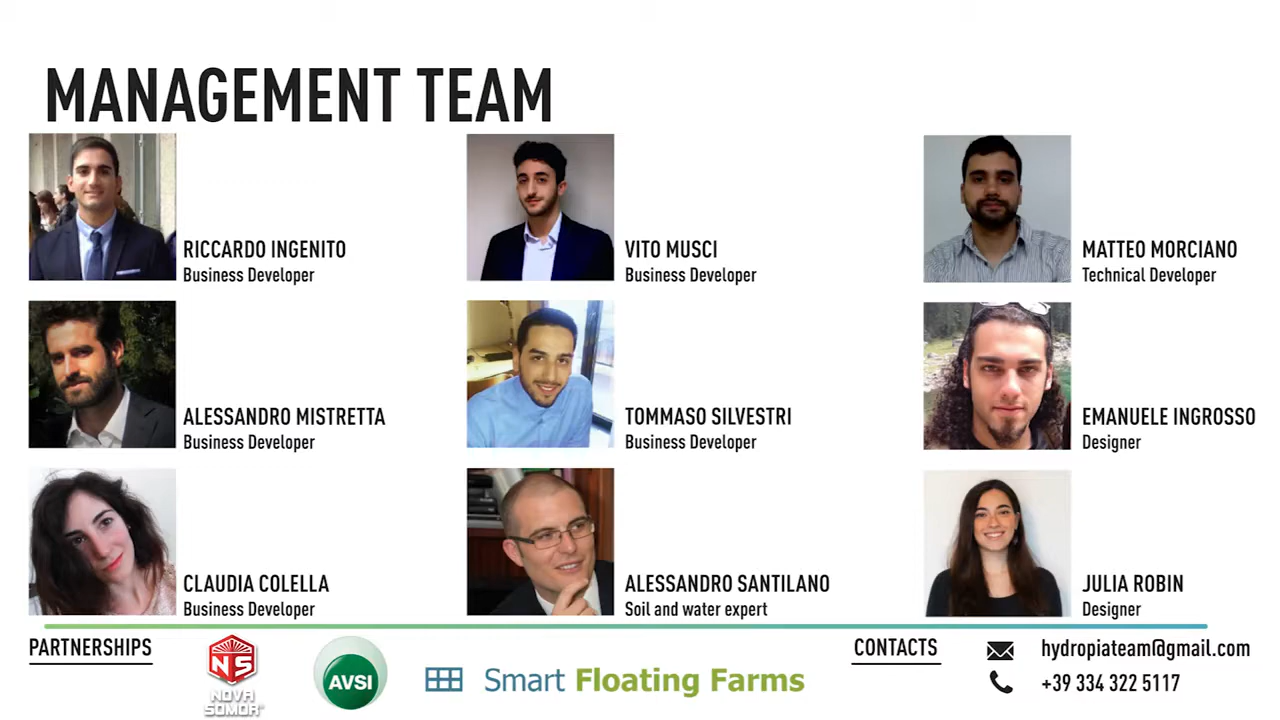 MANAGEMENT TEAM
RICCARDO INGENITO
Business Developer
VITO MUSCI
Business Developer
MATTEO MORCIANO
Technical Developer
ALESSANDRO MISTRETTA
Business Developer
TOMMASO SILVESTRI
Business Developer
EMANUELE INGROSSO
Designer
CLAUDIA COLELLA
Business Developer
ALESSANDRO SANTILANO
Soil and water expert
JULIA ROBIN
Designer
PARTNERSHIPS
NS
NOVA
SOMOR
AVSI
Smart Floating Farms
CONTACTS
hydropiateam@gmail.com
+39 334 322 5117